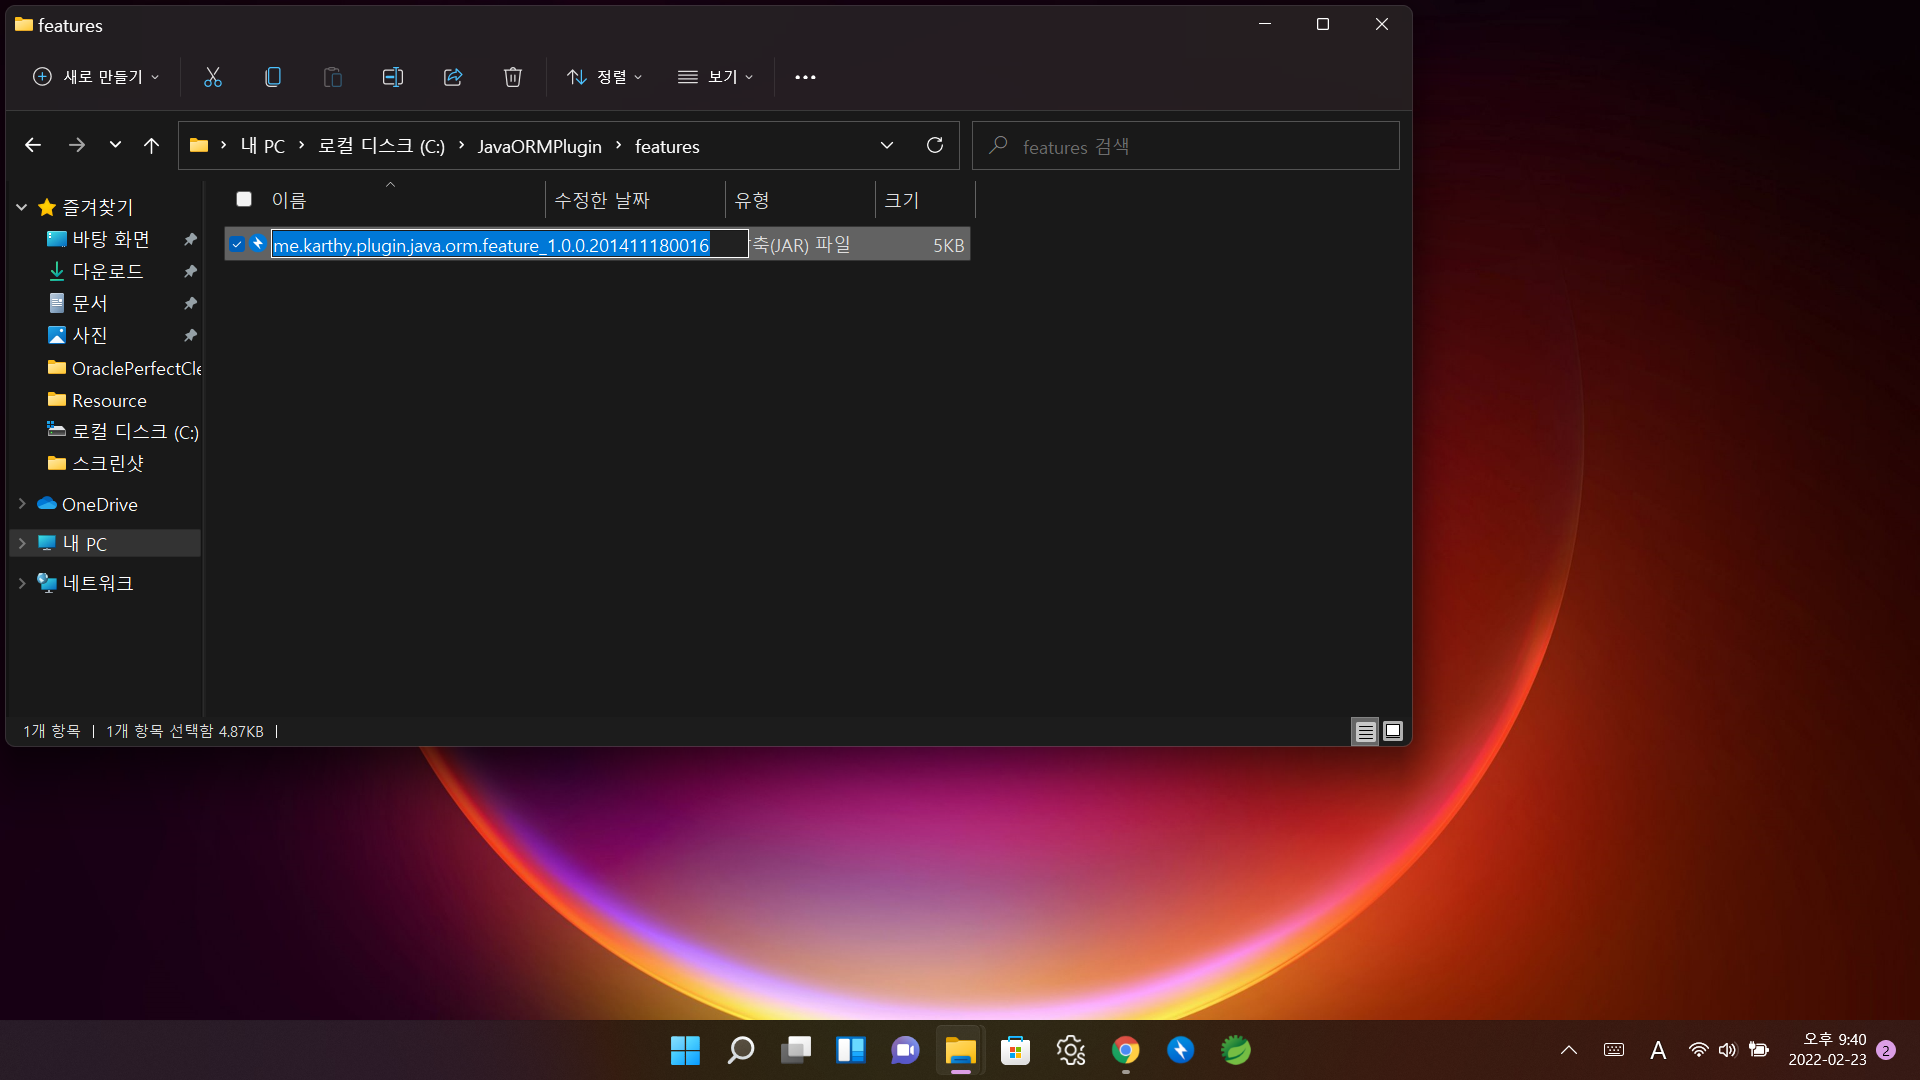 features
새로 만들기
정렬
보기
내 PC > 로컬 디스크 (C:) > JavaORMPlugin > features
features 검색
이름
수정한 날짜
유형
크기
me.karthy.plugin.java.orm.feature_1.0.0.201411180016
축(JAR) 파일
5KB
즐겨찾기
바탕 화면
다운로드
문서
사진
OraclePerfectCle
Resource
로컬 디스크 (C:)
스크린샷
OneDrive
내 PC
네트워크
1개 항목
1개 항목 선택함 4.87KB
A
오후 9:40
2022-02-23
2